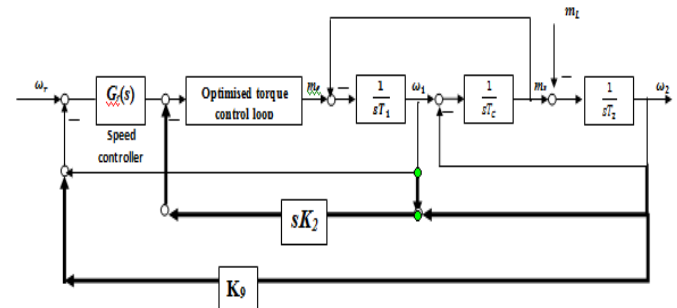 m_L
ω_r
G_r(s)
Optimised torque
control loop
m_e
1
sT_1
ω_1
1
sT_c
m_s
1
sT_2
ω_2
Speed
controller
sK_2
K_9